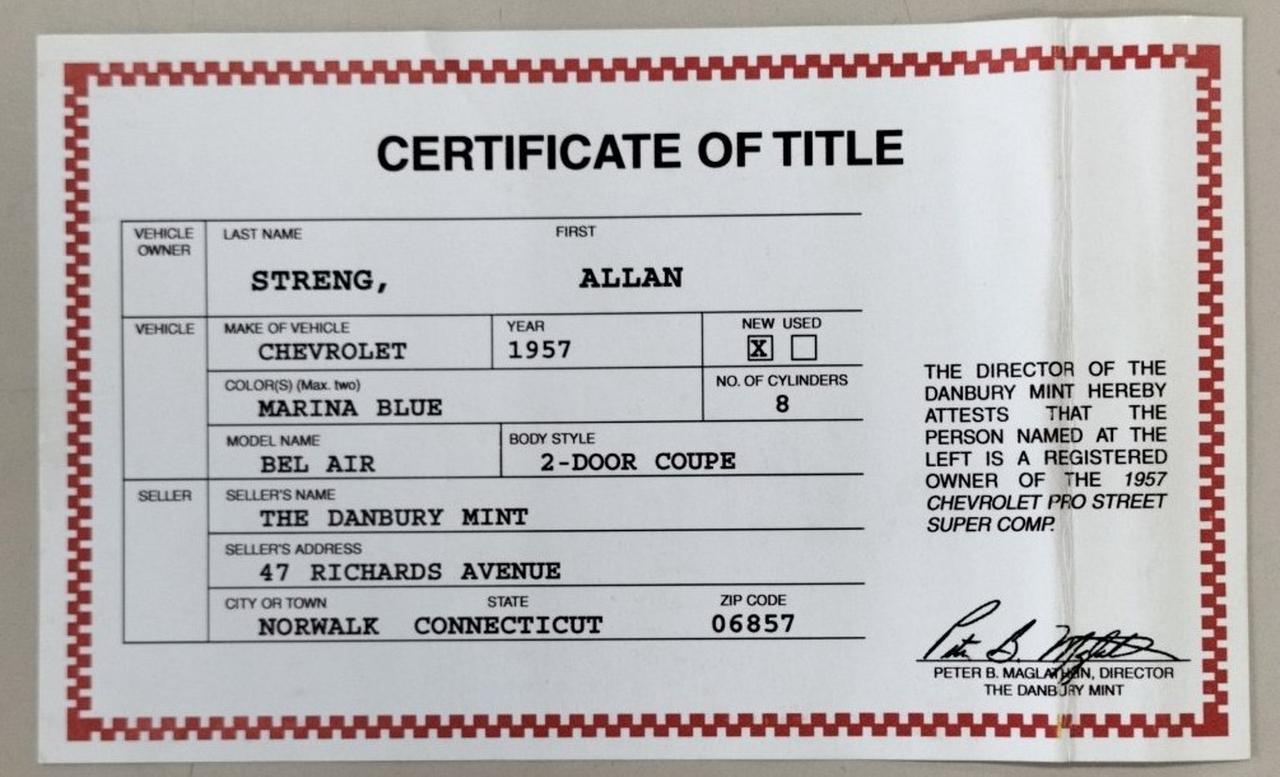 CERTIFICATE OF TITLE
VEHICLE OWNER
LAST NAME FIRST
STRENG, ALLAN
VEHICLE
MAKE OF VEHICLE YEAR NEW USED
CHEVROLET 1957 X
COLOR(S) (Max. two) NO. OF CYLINDERS
MARINA BLUE 8
MODEL NAME BODY STYLE
BEL AIR 2-DOOR COUPE
SELLER
SELLER'S NAME
THE DANBURY MINT
SELLER'S ADDRESS
47 RICHARDS AVENUE
CITY OR TOWN STATE ZIP CODE
NORWALK CONNECTICUT 06857
THE DIRECTOR OF THE
DANBURY MINT HEREBY
ATTESTS THAT THE
PERSON NAMED AT THE
LEFT IS A REGISTERED
OWNER OF THE 1957
CHEVROLET PRO STREET
SUPER COMP.
Peter B. Maglathlin
PETER B. MAGLATHLIN, DIRECTOR
THE DANBURY MINT